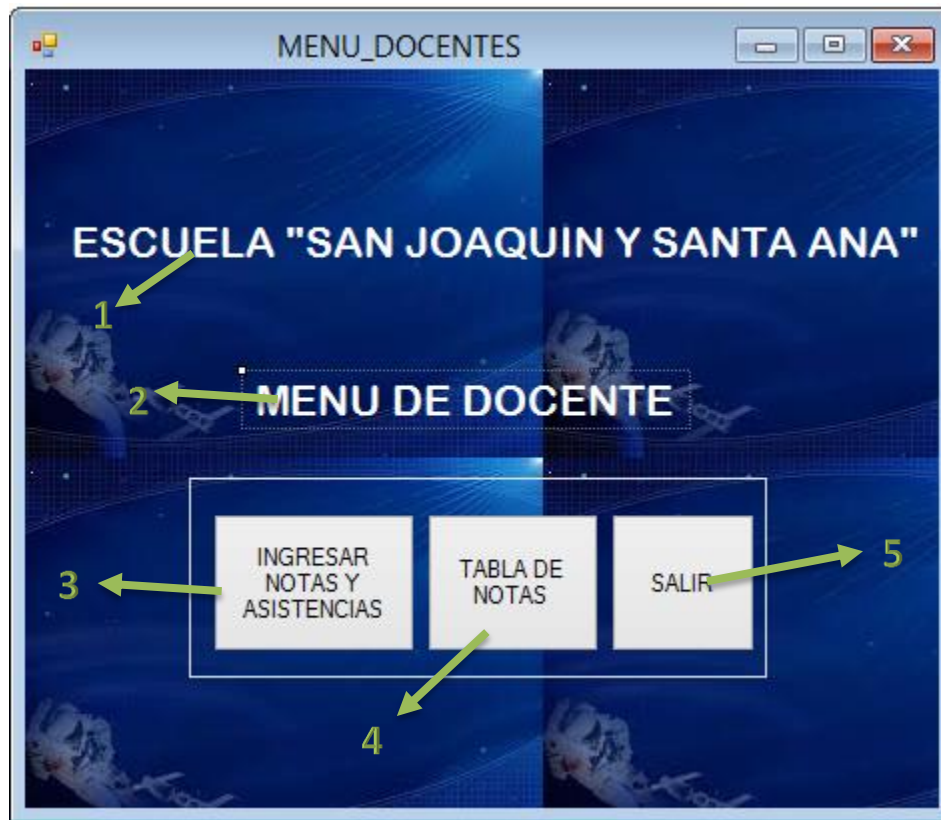 MENU_DOCENTES
ESCUELA "SAN JOAQUIN Y SANTA ANA"
1
2
MENU DE DOCENTE
3
INGRESAR
NOTAS Y
ASISTENCIAS
TABLA DE
NOTAS
SALIR
5
4